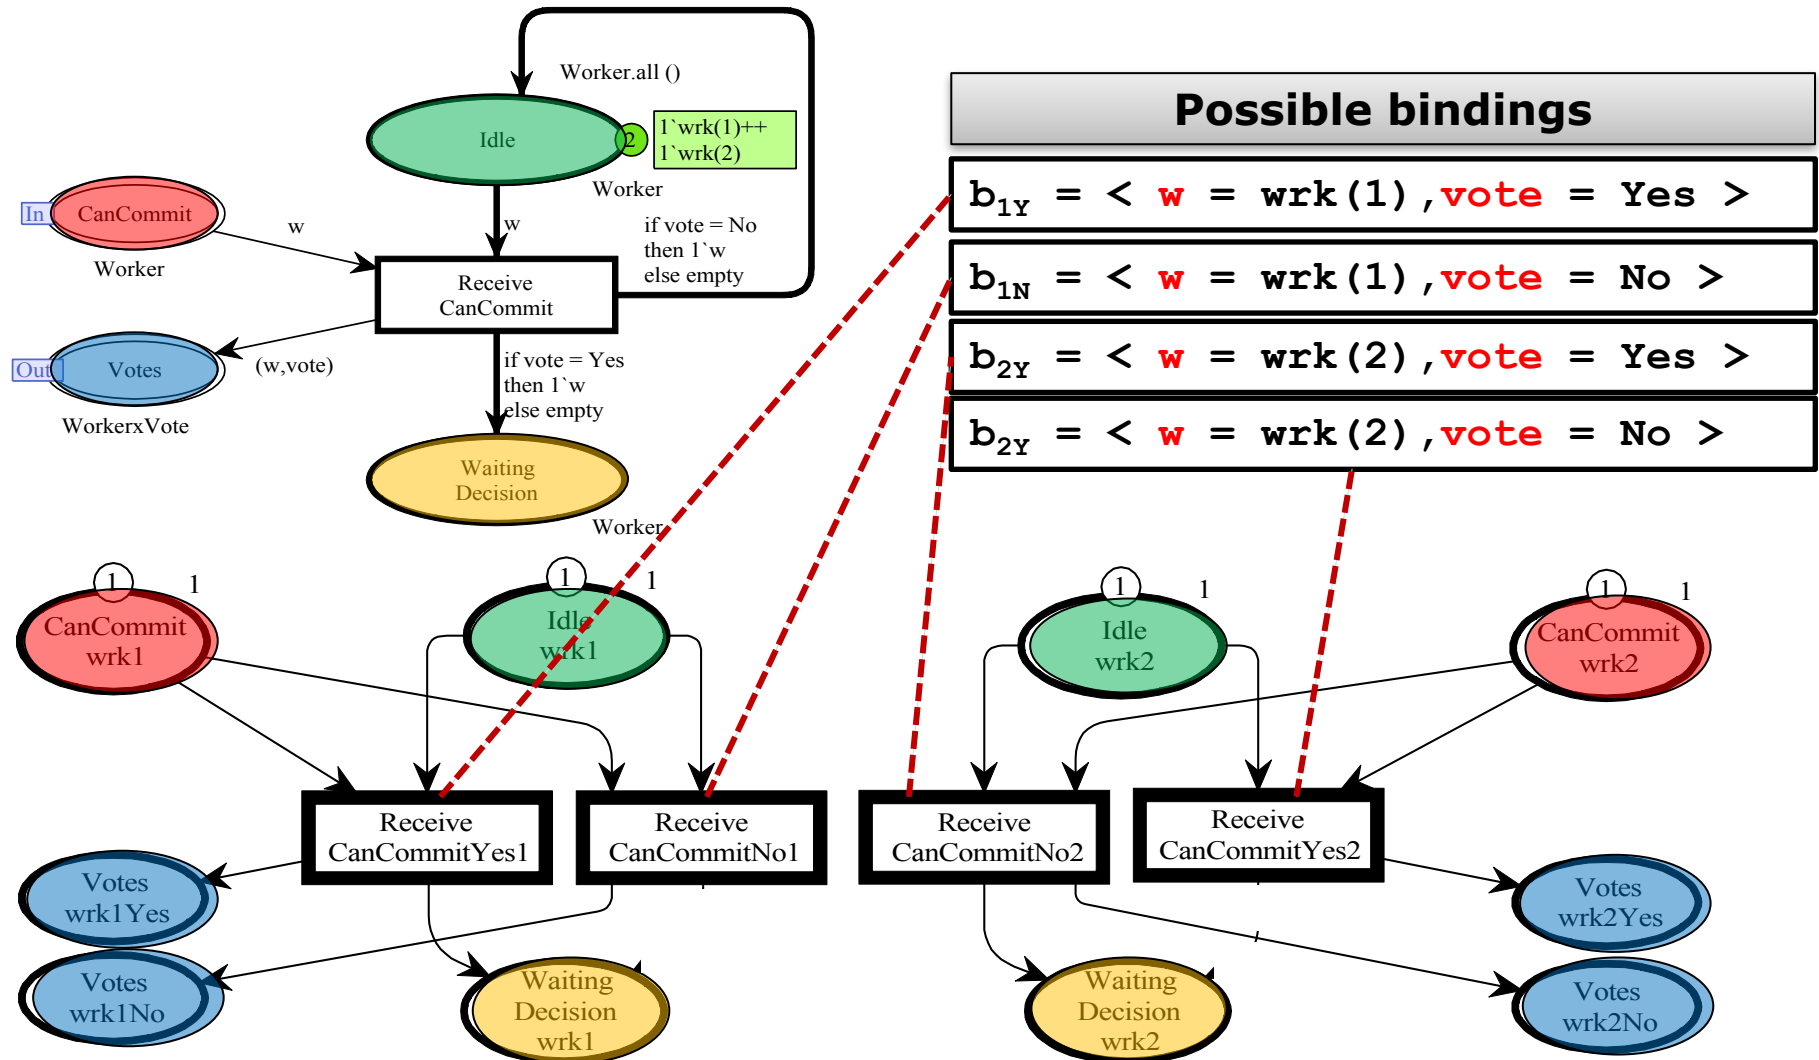 Worker.all ()
Idle
2
1`wrk(1)++
1`wrk(2)
Worker
In
CanCommit
Worker
w
w
if vote = No
then 1`w
else empty
Receive
CanCommit
Out
Votes
WorkerxVote
(w,vote)
if vote = Yes
then 1`w
else empty
Waiting
Decision
Worker
Possible bindings
b1Y = < w = wrk(1),vote = Yes >
b1N = < w = wrk(1),vote = No >
b2Y = < w = wrk(2),vote = Yes >
b2Y = < w = wrk(2),vote = No >
1
1
CanCommit
wrk1
1
1
Idle
wrk1
1
1
Idle
wrk2
1
1
CanCommit
wrk2
Receive
CanCommitYes1
Receive
CanCommitNo1
Receive
CanCommitNo2
Receive
CanCommitYes2
Votes
wrk1Yes
Votes
wrk1No
Waiting
Decision
wrk1
Waiting
Decision
wrk2
Votes
wrk2Yes
Votes
wrk2No